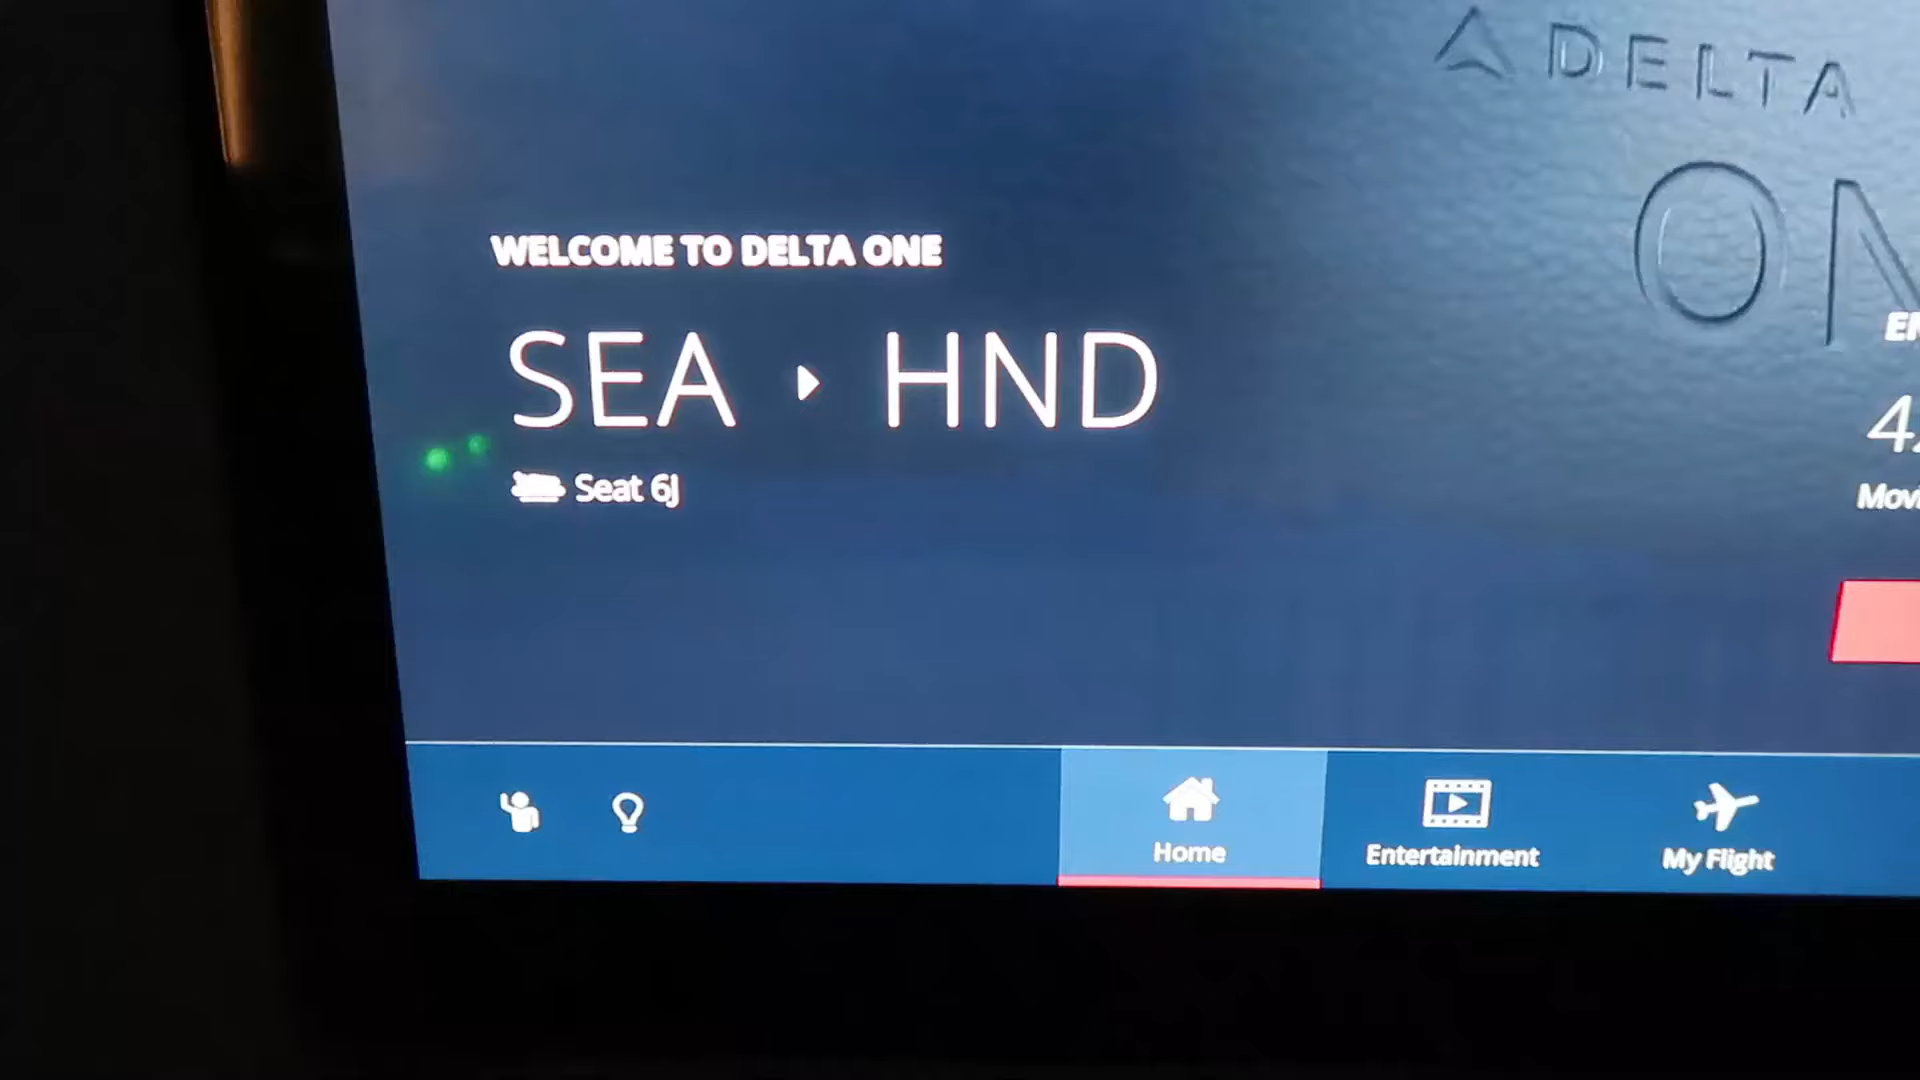 DELTA
WELCOME TO DELTA ONE
SEA HND
Seat 6J
Home
Entertainment
My Flight